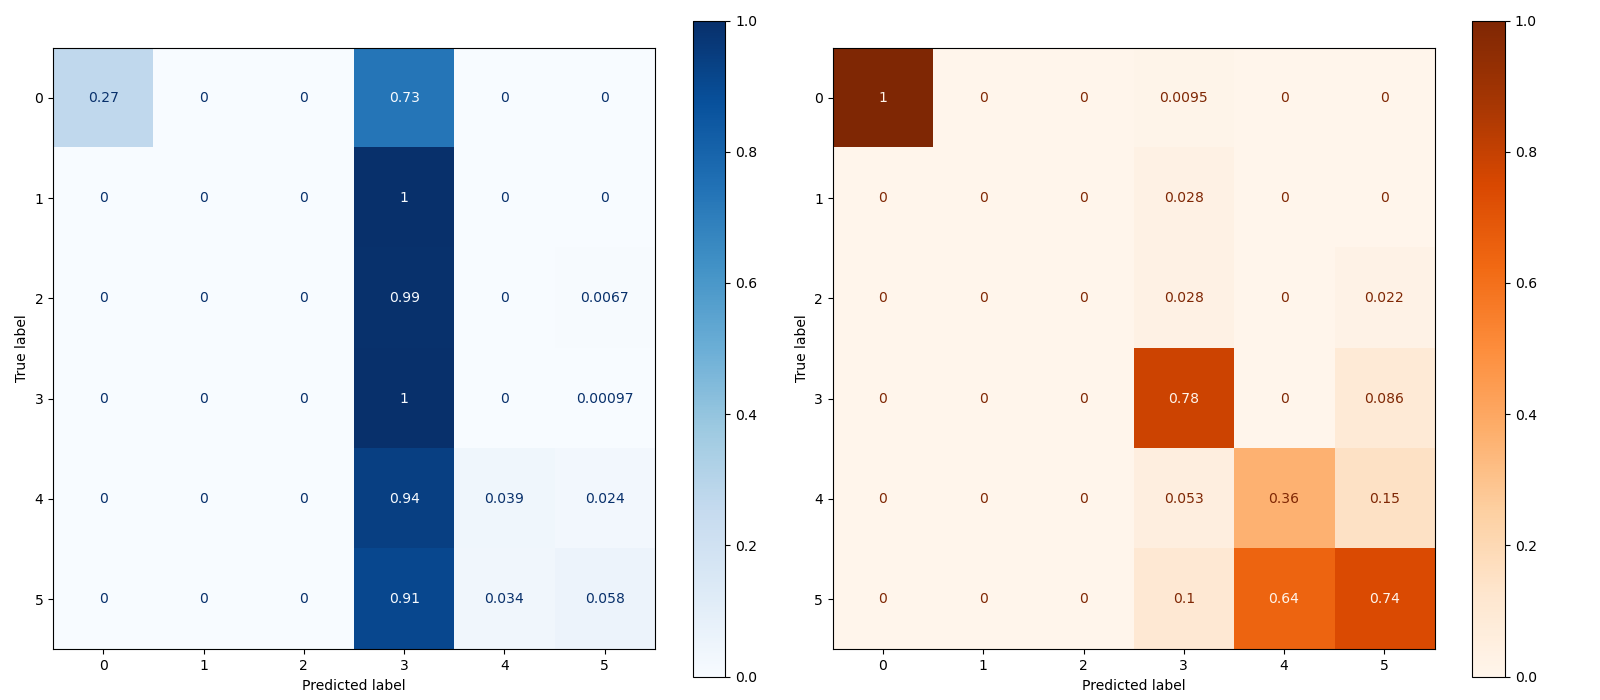 0 0.27 0 0 0.73 0 0
1 0 0 0 1 0 0
2 0 0 0 0.99 0 0.0067
3 0 0 0 1 0 0.00097
4 0 0 0 0.94 0.039 0.024
5 0 0 0 0.91 0.034 0.058
0 1 2 3 4 5
Predicted label
True label
1.0
0.8
0.6
0.4
0.2
0.0
0 1 0 0 0.0095 0 0
1 0 0 0 0.028 0 0
2 0 0 0 0.028 0 0.022
3 0 0 0 0.78 0 0.086
4 0 0 0 0.053 0.36 0.15
5 0 0 0 0.1 0.64 0.74
0 1 2 3 4 5
Predicted label
True label
1.0
0.8
0.6
0.4
0.2
0.0